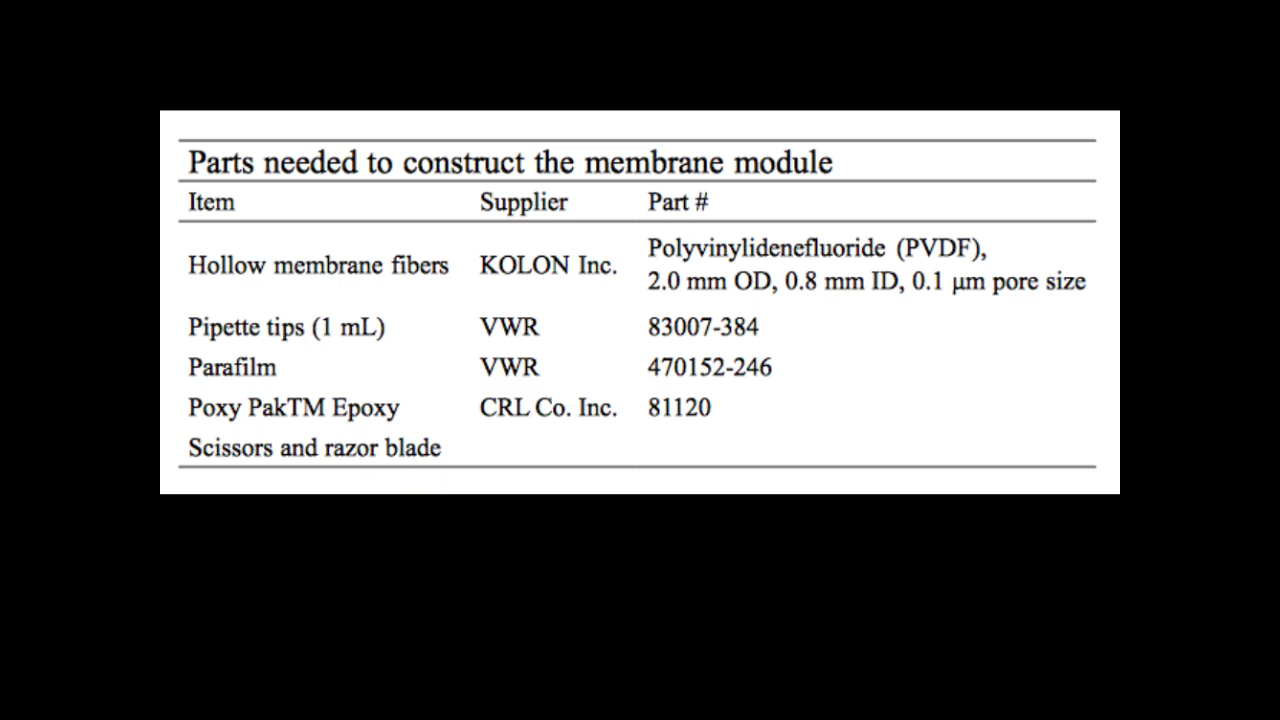 Parts needed to construct the membrane module
Item Supplier Part #
Hollow membrane fibers KOLON Inc. Polyvinylidenefluoride (PVDF),
2.0 mm OD, 0.8 mm ID, 0.1 µm pore size
Pipette tips (1 mL) VWR 83007-384
Parafilm VWR 470152-246
Poxy PakTM Epoxy CRL Co. Inc. 81120
Scissors and razor blade